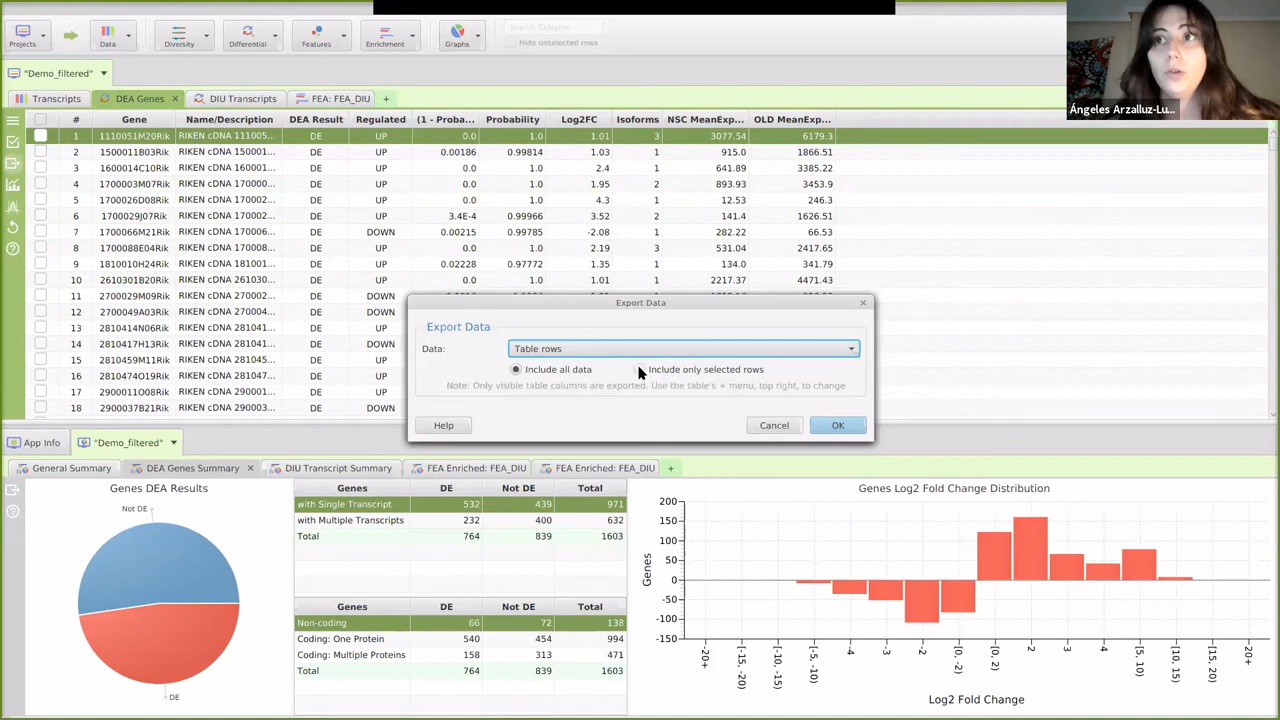 Projects Data Diversity Differential Features Enrichment Graphs Search ID/Name
Hide unselected rows
"Demo_filtered"
Ángeles Arzalluz-Lu...
Transcripts DEA Genes × DIU Transcripts FEA: FEA_DIU +
# Gene Name/Description DEA Result Regulated (1 - Proba... Probability Log2FC Isoforms NSC MeanExp... OLD MeanExp...
1 1110051M20Rik RIKEN cDNA 111005... DE UP 0.0 1.0 1.01 3 3077.54 6179.3
2 1500011B03Rik RIKEN cDNA 150001... DE UP 0.00186 0.99814 1.03 1 915.0 1866.51
3 1600014C10Rik RIKEN cDNA 160001... DE UP 0.0 1.0 2.4 1 641.89 3385.22
4 1700003M07Rik RIKEN cDNA 170000... DE UP 0.0 1.0 1.95 2 893.93 3453.9
5 1700026D08Rik RIKEN cDNA 170002... DE UP 0.0 1.0 4.3 1 12.53 246.3
6 1700029J07Rik RIKEN cDNA 170002... DE UP 3.4E-4 0.99966 3.52 2 141.4 1626.51
7 1700066M21Rik RIKEN cDNA 170006... DE DOWN 0.00215 0.99785 -2.08 1 282.22 66.53
8 1700088E04Rik RIKEN cDNA 170008... DE UP 0.0 1.0 2.19 3 531.04 2417.65
9 1810010H24Rik RIKEN cDNA 181001... DE UP 0.02228 0.97772 1.35 1 134.0 341.79
10 2610301B20Rik RIKEN cDNA 261030... DE UP 0.0 1.0 1.01 1 2217.37 4471.43
11 2700029M09Rik RIKEN cDNA 270002... DE DOWN
12 2700049A03Rik RIKEN cDNA 270004... DE DOWN
13 2810414N06Rik RIKEN cDNA 281041... DE UP
14 2810417H13Rik RIKEN cDNA 281041... DE DOWN
15 2810459M11Rik RIKEN cDNA 281045... DE UP
16 2810474O19Rik RIKEN cDNA 281047... DE UP
17 2900011O08Rik RIKEN cDNA 290001... DE UP
18 2900037B21Rik RIKEN cDNA 290003... DE DOWN
Export Data ×
Export Data
Data: Table rows
Include all data Include only selected rows
Note: Only visible table columns are exported. Use the table's + menu, top right, to change
Help Cancel OK
App Info "Demo_filtered"
General Summary DEA Genes Summary × DIU Transcript Summary FEA Enriched: FEA_DIU FEA Enriched: FEA_DIU +
Genes DEA Results
Not DE
DE
Genes DE Not DE Total
with Single Transcript 532 439 971
with Multiple Transcripts 232 400 632
Total 764 839 1603
Genes DE Not DE Total
Non-coding 66 72 138
Coding: One Protein 540 454 994
Coding: Multiple Proteins 158 313 471
Total 764 839 1603
Genes Log2 Fold Change Distribution
200
150
100
50
0
-50
-100
-150
Genes
-20+ [-15, -20) [-10, -15) [-5, -10) -4 -3 -2 [0, -2) [0, 2) 2 3 4 [5, 10) [10, 15) [15, 20) 20+
Log2 Fold Change